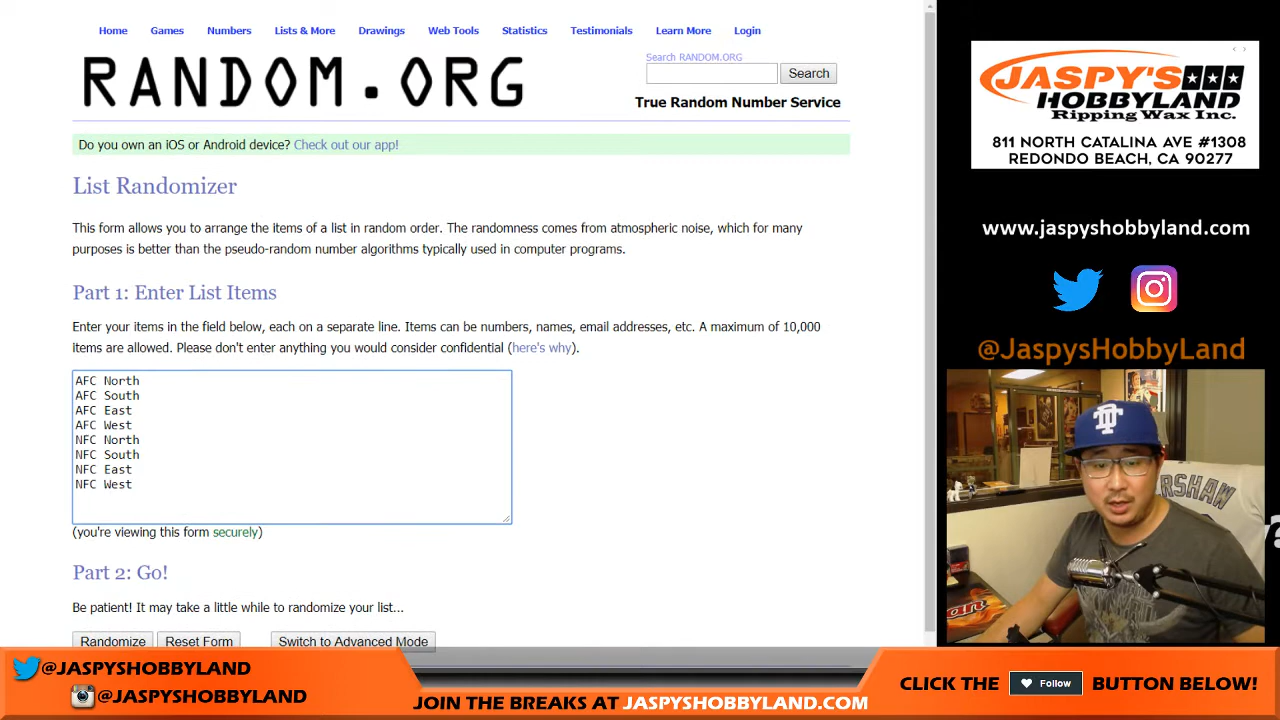 Home Games Numbers Lists & More Drawings Web Tools Statistics Testimonials Learn More Login
RANDOM.ORG
Search RANDOM.ORG
Search
True Random Number Service
Do you own an iOS or Android device? Check out our app!
List Randomizer
This form allows you to arrange the items of a list in random order. The randomness comes from atmospheric noise, which for many
purposes is better than the pseudo-random number algorithms typically used in computer programs.
Part 1: Enter List Items
Enter your items in the field below, each on a separate line. Items can be numbers, names, email addresses, etc. A maximum of 10,000
items are allowed. Please don't enter anything you would consider confidential (here's why).
AFC North
AFC South
AFC East
AFC West
NFC North
NFC South
NFC East
NFC West
(you're viewing this form securely)
Part 2: Go!
Be patient! It may take a little while to randomize your list...
Randomize Reset Form Switch to Advanced Mode
JASPY'S
HOBBYLAND
Ripping Wax Inc.
811 NORTH CATALINA AVE #1308
REDONDO BEACH, CA 90277
www.jaspyshobbyland.com
@JaspysHobbyLand
ERSHAW
@JASPYSHOBBYLAND
@JASPYSHOBBYLAND
JOIN THE BREAKS AT JASPYSHOBBYLAND.COM
CLICK THE Follow BUTTON BELOW!